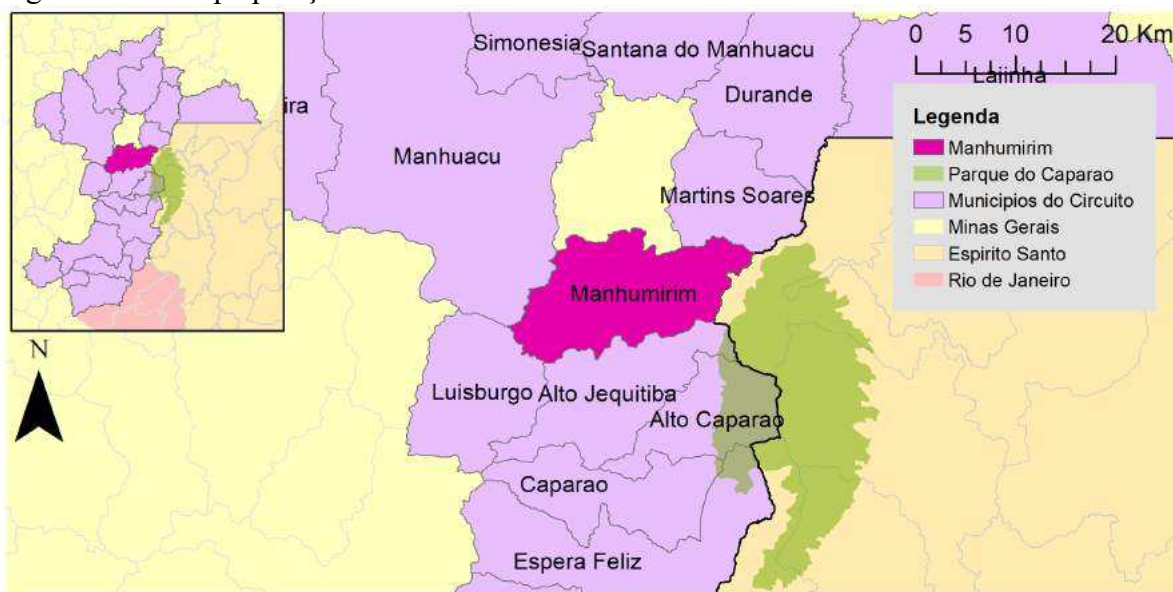 Simonesia
Santana do Manhuacu
Durande
Manhuacu
Martins Soares
Manhumirim
Luisburgo
Alto Jequitiba
Alto Caparao
Caparao
Espera Feliz
ira
N
0 5 10 20 Km
Lajinha
Legenda
Manhumirim
Parque do Caparao
Municipios do Circuito
Minas Gerais
Espirito Santo
Rio de Janeiro